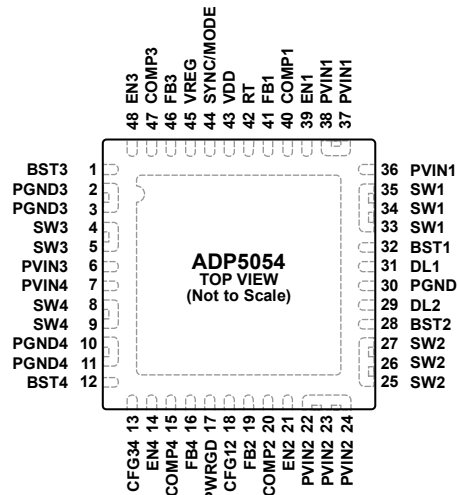 48 EN3
47 COMP3
46 FB3
45 VREG
44 SYNC/MODE
43 VDD
42 RT
41 FB1
40 COMP1
39 EN1
38 PVIN1
37 PVIN1
BST3 1
PGND3 2
PGND3 3
SW3 4
SW3 5
PVIN3 6
PVIN4 7
SW4 8
SW4 9
PGND4 10
PGND4 11
BST4 12
ADP5054
TOP VIEW
(Not to Scale)
36 PVIN1
35 SW1
34 SW1
33 SW1
32 BST1
31 DL1
30 PGND
29 DL2
28 BST2
27 SW2
26 SW2
25 SW2
CFG34 13
EN4 14
COMP4 15
FB4 16
PWRGD 17
CFG12 18
FB2 19
COMP2 20
EN2 21
PVIN2 22
PVIN2 23
PVIN2 24